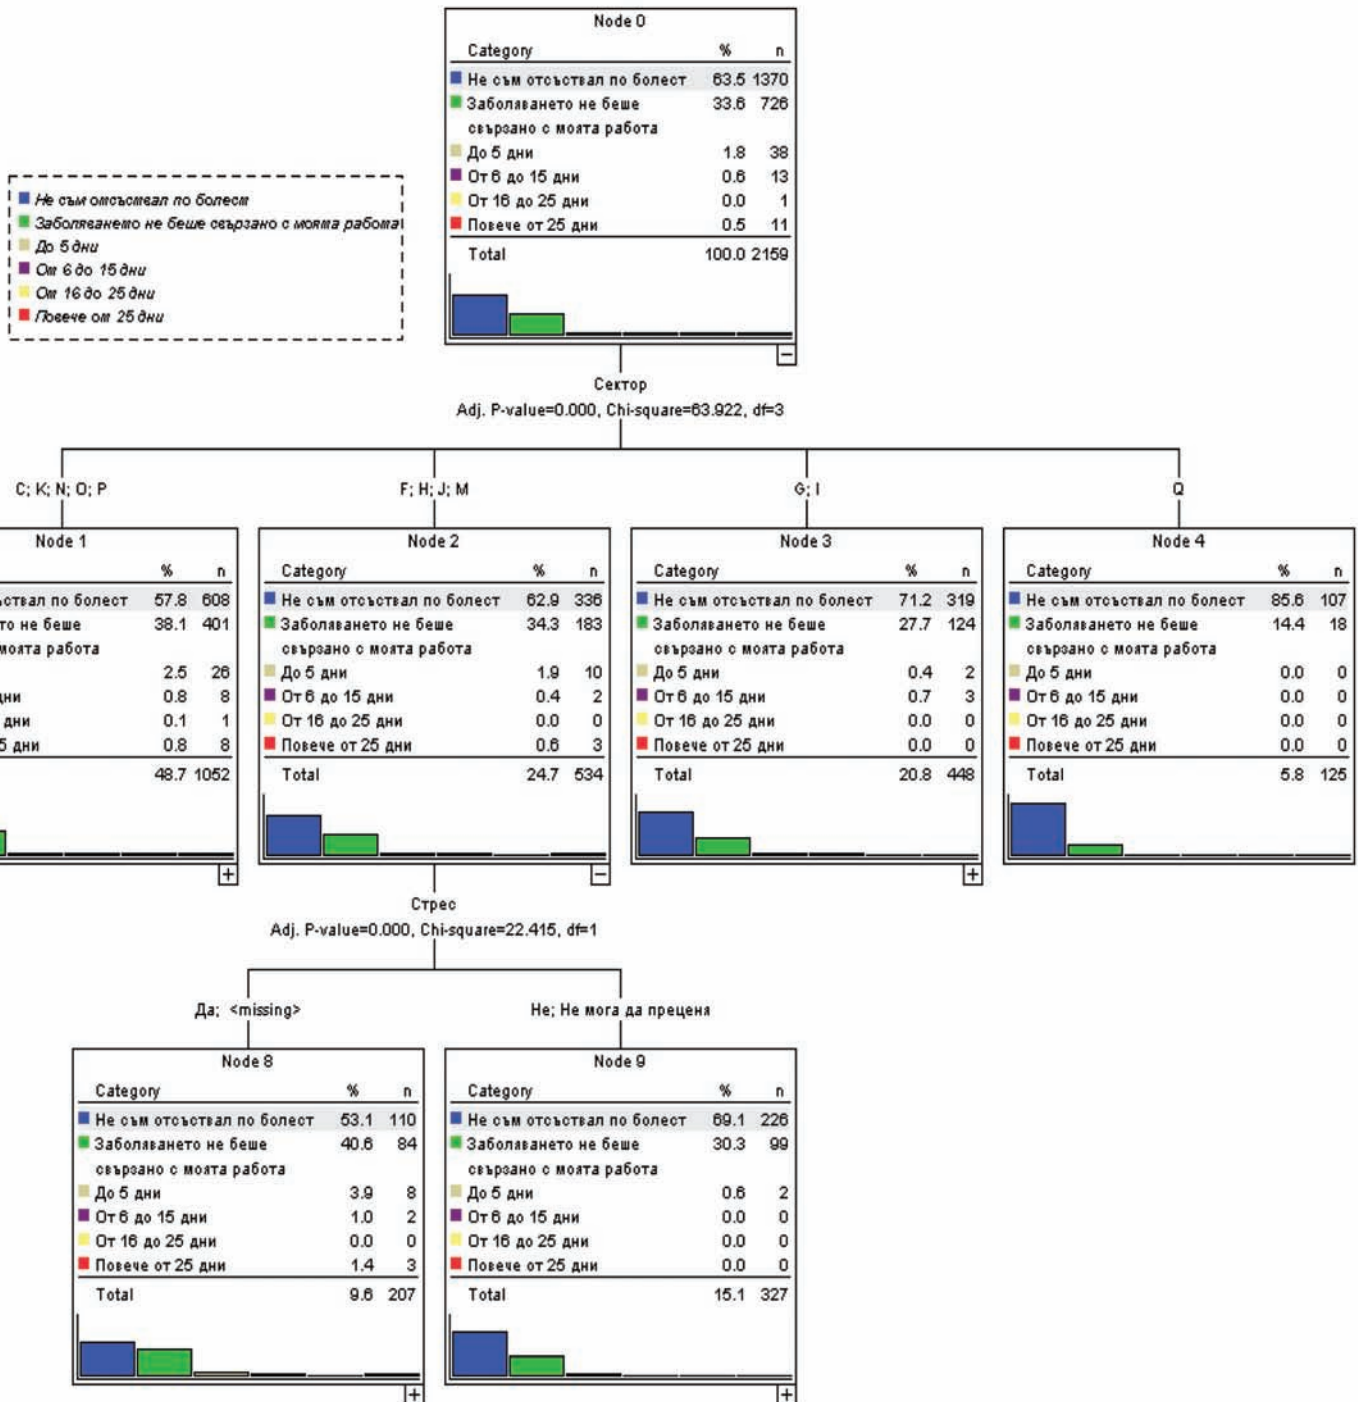 Node 0
Category % n
Не съм отсъствал по болест 63.5 1370
Заболяването не беше 33.6 726
свързано с моята работа
До 5 дни 1.8 38
От 6 до 15 дни 0.6 13
От 16 до 25 дни 0.0 1
Повече от 25 дни 0.5 11
Total 100.0 2159
Не съм отсъствал по болест
Заболяването не беше свързано с моята работа
До 5 дни
От 6 до 15 дни
От 16 до 25 дни
Повече от 25 дни
Сектор
Adj. P-value=0.000, Chi-square=63.922, df=3
C; K; N; O; P
F; H; J; M
G; I
Q
Node 1
% n
ъствал по болест 57.8 608
то не беше 38.1 401
моята работа
2.5 26
дни 0.8 8
дни 0.1 1
5 дни 0.8 8
48.7 1052
Node 2
Category % n
Не съм отсъствал по болест 62.9 336
Заболяването не беше 34.3 183
свързано с моята работа
До 5 дни 1.9 10
От 6 до 15 дни 0.4 2
От 16 до 25 дни 0.0 0
Повече от 25 дни 0.6 3
Total 24.7 534
Node 3
Category % n
Не съм отсъствал по болест 71.2 319
Заболяването не беше 27.7 124
свързано с моята работа
До 5 дни 0.4 2
От 6 до 15 дни 0.7 3
От 16 до 25 дни 0.0 0
Повече от 25 дни 0.0 0
Total 20.8 448
Node 4
Category % n
Не съм отсъствал по болест 85.6 107
Заболяването не беше 14.4 18
свързано с моята работа
До 5 дни 0.0 0
От 6 до 15 дни 0.0 0
От 16 до 25 дни 0.0 0
Повече от 25 дни 0.0 0
Total 5.8 125
Стрес
Adj. P-value=0.000, Chi-square=22.415, df=1
Да; <missing>
Не; Не мога да преценя
Node 8
Category % n
Не съм отсъствал по болест 53.1 110
Заболяването не беше 40.6 84
свързано с моята работа
До 5 дни 3.9 8
От 6 до 15 дни 1.0 2
От 16 до 25 дни 0.0 0
Повече от 25 дни 1.4 3
Total 9.6 207
Node 9
Category % n
Не съм отсъствал по болест 69.1 226
Заболяването не беше 30.3 99
свързано с моята работа
До 5 дни 0.6 2
От 6 до 15 дни 0.0 0
От 16 до 25 дни 0.0 0
Повече от 25 дни 0.0 0
Total 15.1 327